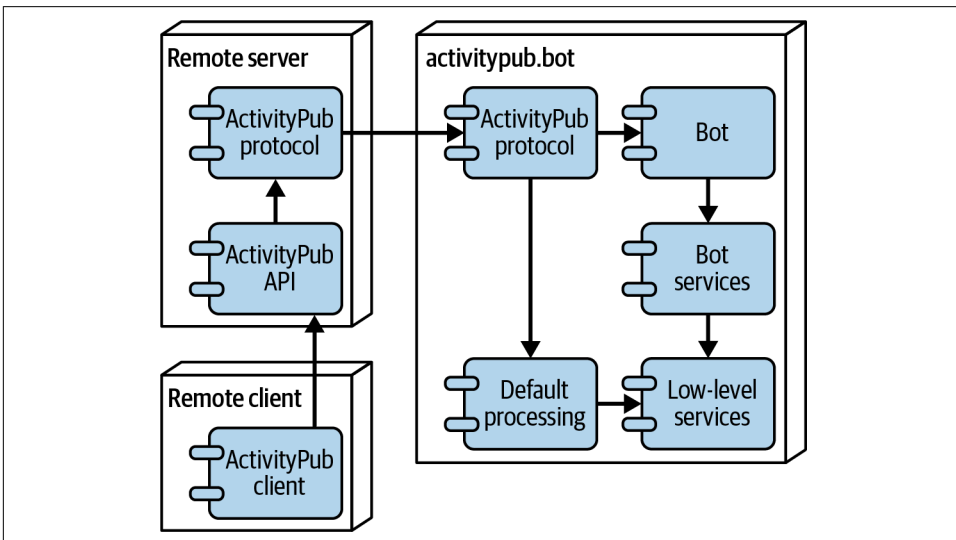 Remote server
ActivityPub
protocol
ActivityPub
API
Remote client
ActivityPub
client
activitypub.bot
ActivityPub
protocol
Bot
Bot
services
Default
processing
Low-level
services